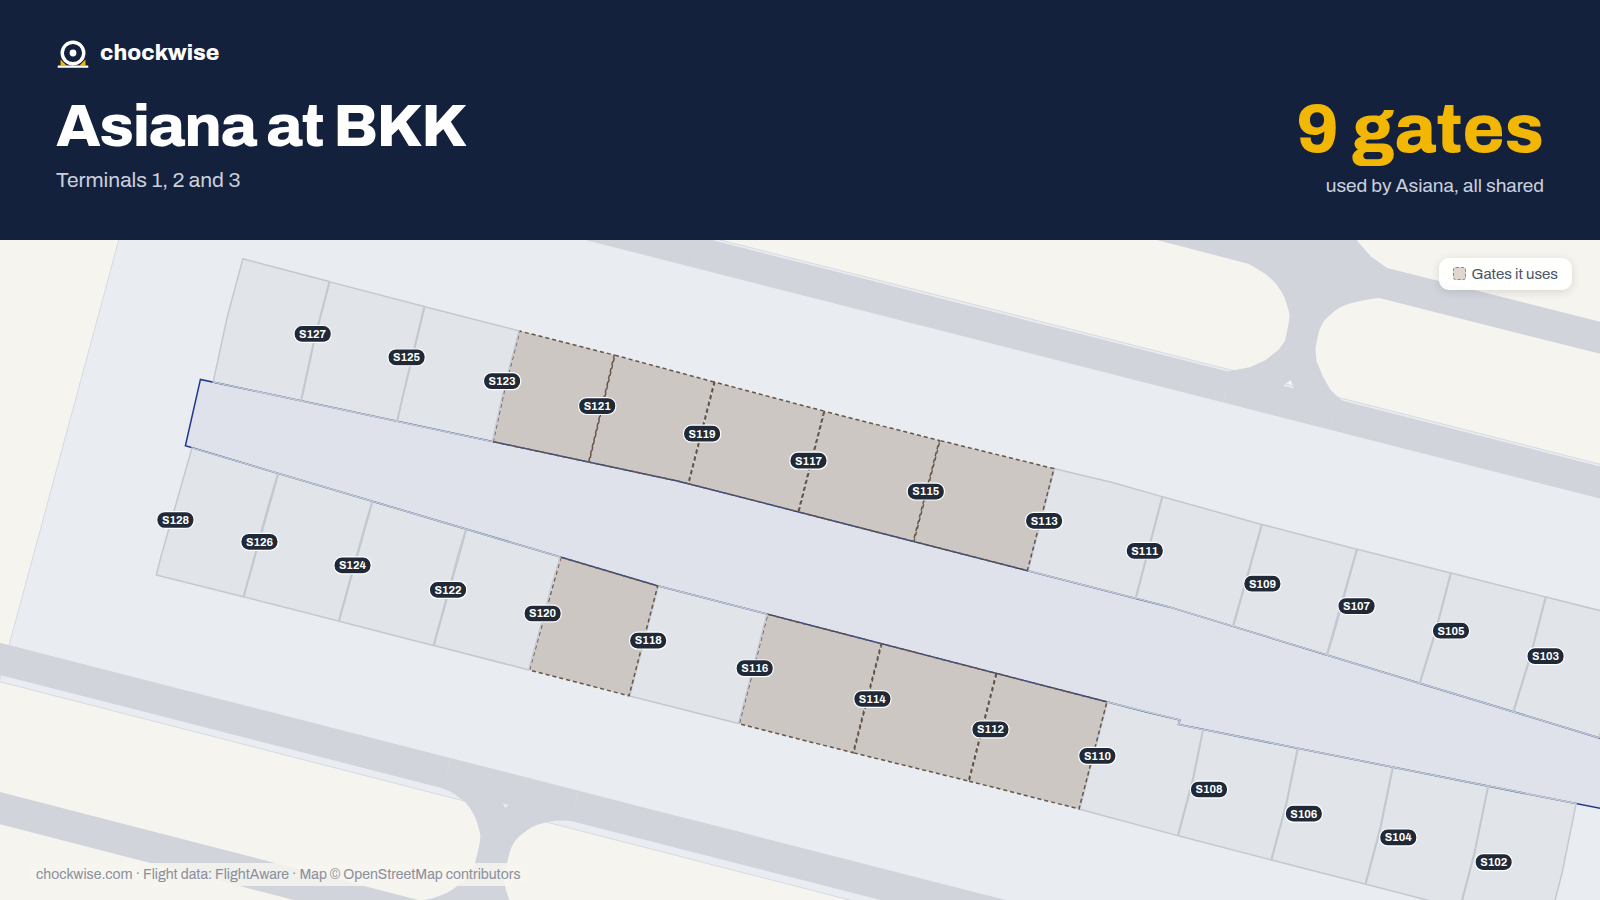 chockwise
Asiana at BKK
Terminals 1, 2 and 3
9 gates
used by Asiana, all shared
Gates it uses
S127
S125
S123
S121
S119
S117
S115
S113
S111
S109
S107
S105
S103
S128
S126
S124
S122
S120
S118
S116
S114
S112
S110
S108
S106
S104
S102
chockwise.com · Flight data: FlightAware · Map © OpenStreetMap contributors